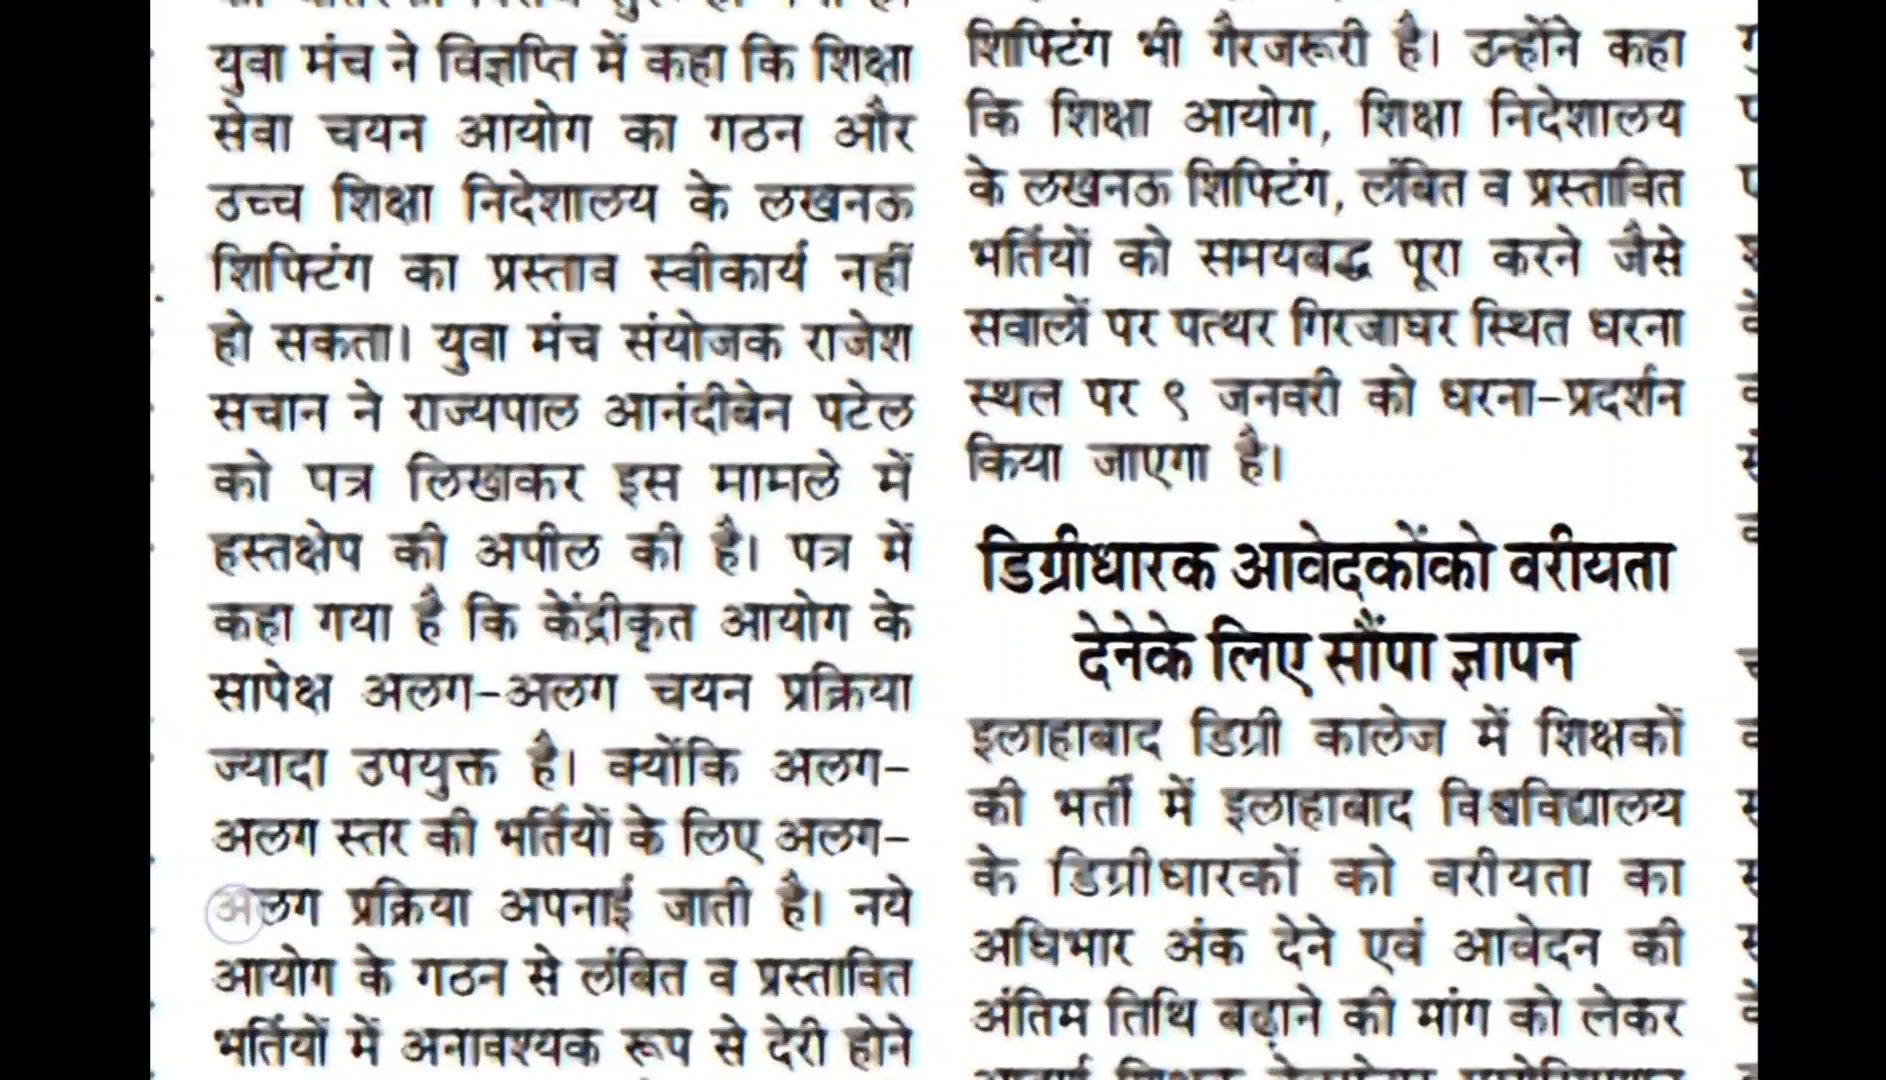 युवा मंच ने विज्ञप्ति में कहा कि शिक्षा
सेवा चयन आयोग का गठन और
उच्च शिक्षा निदेशालय के लखनऊ
शिफ्टिंग का प्रस्ताव स्वीकार्य नहीं
हो सकता। युवा मंच संयोजक राजेश
सचान ने राज्यपाल आनंदीबेन पटेल
को पत्र लिखकर इस मामले में
हस्तक्षेप की अपील की है। पत्र में
कहा गया है कि केंद्रीकृत आयोग के
सापेक्ष अलग-अलग चयन प्रक्रिया
ज्यादा उपयुक्त है। क्योंकि अलग-
अलग स्तर की भर्तियों के लिए अलग-
अलग प्रक्रिया अपनाई जाती है। नये
आयोग के गठन से लंबित व प्रस्तावित
भर्तियों में अनावश्यक रूप से देरी होने
शिफ्टिंग भी गैरजरूरी है। उन्होंने कहा
कि शिक्षा आयोग, शिक्षा निदेशालय
के लखनऊ शिफ्टिंग, लंबित व प्रस्तावित
भर्तियों को समयबद्ध पूरा करने जैसे
सवालों पर पत्थर गिरजाघर स्थित धरना
स्थल पर ९ जनवरी को धरना-प्रदर्शन
किया जाएगा है।
डिग्रीधारक आवेदकोंको वरीयता
देनेके लिए सौंपा ज्ञापन
इलाहाबाद डिग्री कालेज में शिक्षकों
की भर्ती में इलाहाबाद विश्वविद्यालय
के डिग्रीधारकों को वरीयता का
अधिभार अंक देने एवं आवेदन की
अंतिम तिथि बढ़ाने की मांग को लेकर